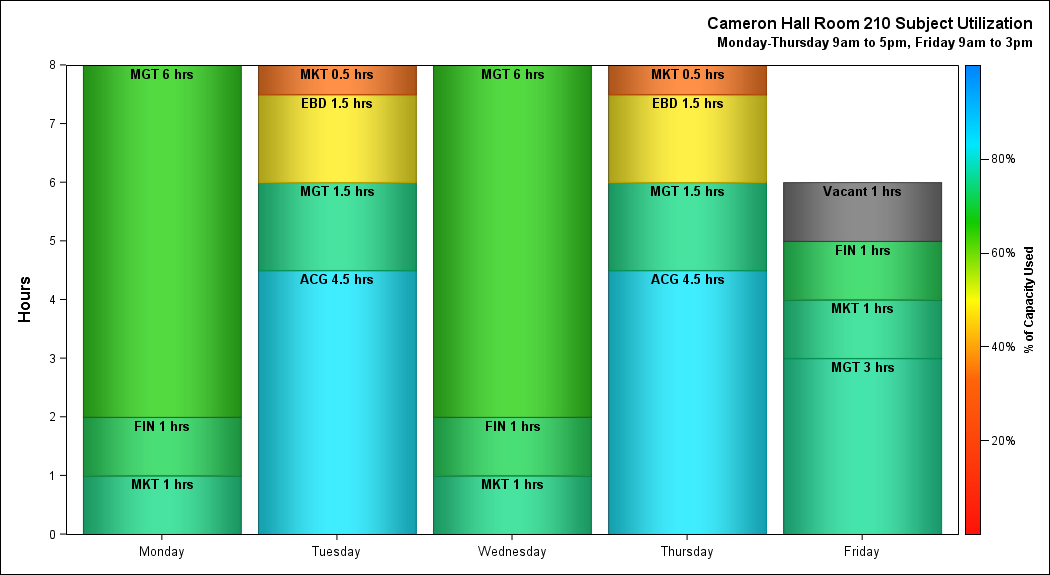 Cameron Hall Room 210 Subject Utilization
Monday-Thursday 9am to 5pm, Friday 9am to 3pm
Hours
8
7
6
5
4
3
2
1
0
MGT 6 hrs
FIN 1 hrs
MKT 1 hrs
MKT 0.5 hrs
EBD 1.5 hrs
MGT 1.5 hrs
ACG 4.5 hrs
MGT 6 hrs
FIN 1 hrs
MKT 1 hrs
MKT 0.5 hrs
EBD 1.5 hrs
MGT 1.5 hrs
ACG 4.5 hrs
Vacant 1 hrs
FIN 1 hrs
MKT 1 hrs
MGT 3 hrs
Monday
Tuesday
Wednesday
Thursday
Friday
80%
60%
40%
20%
% of Capacity Used